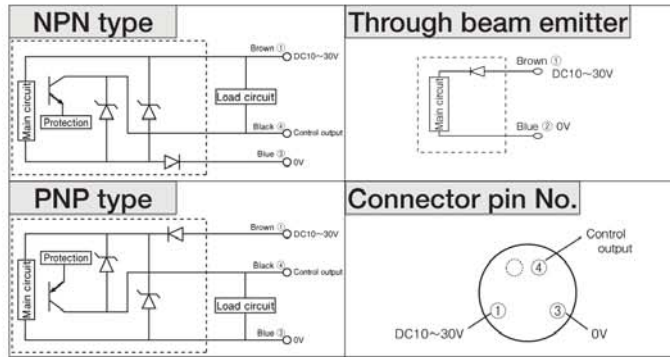 NPN type
Brown ①
DC10～30V
Main circuit
Load circuit
Protection
Black ④
Control output
Blue ③
0V
Through beam emitter
Brown ①
DC10～30V
Main circuit
Blue ② 0V
PNP type
Brown ①
DC10～30V
Protection
Black ④
Control output
Main circuit
Load circuit
Blue ③
0V
Connector pin No.
Control
output
④
① ③
DC10～30V 0V